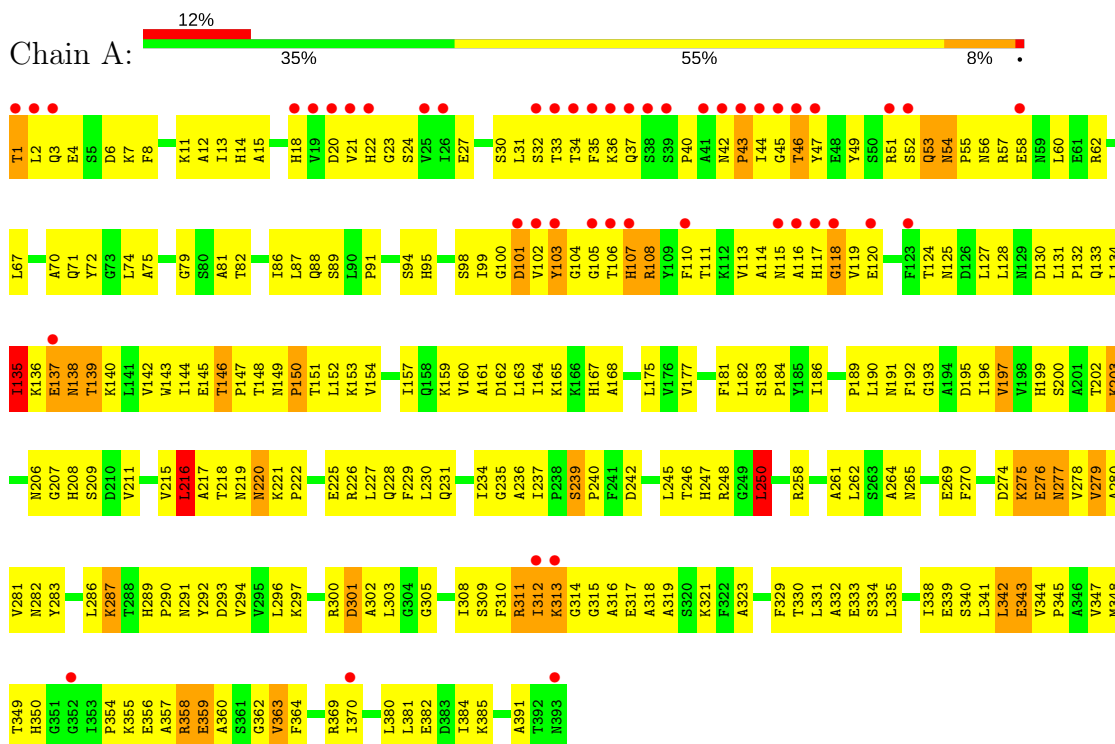 12%
Chain A:
35% 55% 8% •
T1 L2 Q3 E4 S5 D6 K7 F8 K11 A12 I13 H14 A15 H18 V19 D20 V21 H22 G23 S24 V25 I26 E27 S30 L31 S32 T33 T34 F35 K36 Q37 S38 S39 P40 A41 N42 P43 I44 G45 T46 Y47 E48 Y49 S50 R51 S52 Q53 N54 P55 N56 R57 E58 N59 L60 E61 R62
L67 A70 Q71 Y72 G73 L74 A75 G79 S80 A81 T82 I86 L87 Q88 S89 L90 P91 S94 H95 S98 I99 G100 D101 V102 Y103 G104 G105 T106 H107 R108 Y109 F110 T111 K112 V113 A114 N115 A116 H117 G118 V119 E120 F123 T124 N125 D126 L127 L128 N129 D130 L131 P132 Q133 L134
I135 K136 E137 N138 T139 K140 L141 V142 W143 I144 E145 T146 P147 T148 N149 P150 T151 L152 K153 V154 I157 Q158 K159 V160 A161 D162 L163 I164 K165 K166 H167 A168 L175 V176 V177 F181 L182 S183 P184 Y185 I186 P189 L190 N191 F192 G193 A194 D195 I196 V197 V198 H199 S200 A201 T202 K203
N206 G207 H208 S209 D210 V211 V215 L216 A217 T218 N219 N220 K221 P222 E225 R226 L227 Q228 F229 L230 Q231 I234 G235 A236 I237 P238 S239 P240 F241 D242 L245 T246 H247 R248 G249 L250 R258 A261 L262 S263 A264 N265 E269 F270 D274 K275 E276 N277 V278 V279 A280
V281 N282 Y283 L286 K287 T288 H289 P290 N291 Y292 D293 V294 V295 L296 K297 R300 D301 A302 L303 G304 G305 I308 S309 F310 R311 I312 K313 G314 G315 A316 E317 A318 A319 S320 K321 F322 A323 F329 T330 L331 A332 E333 S334 L335 I338 E339 S340 L341 L342 E343 V344 P345 A346 V347 M348
T349 H350 G351 G352 I353 P354 K355 E356 A357 R358 E359 A360 S361 G362 V363 F364 R369 I370 L380 L381 E382 D383 I384 K385 A391 T392 N393